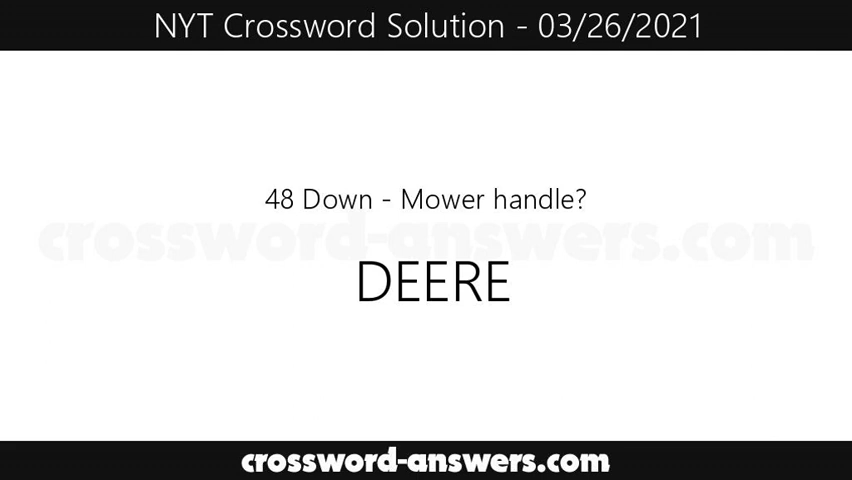 NYT Crossword Solution - 03/26/2021
48 Down - Mower handle?
crossword-answers.com
DEERE
crossword-answers.com